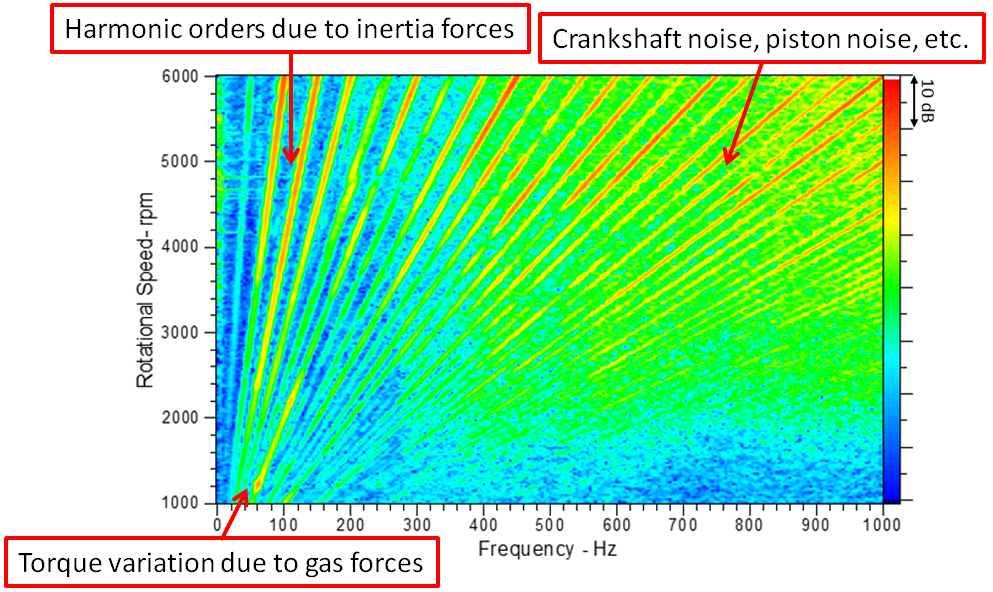 Harmonic orders due to inertia forces
Crankshaft noise, piston noise, etc.
6000
5000
4000
3000
2000
1000
Rotational Speed- rpm
10 dB
0 100 200 300 400 500 600 700 800 900 1000
Frequency - Hz
Torque variation due to gas forces